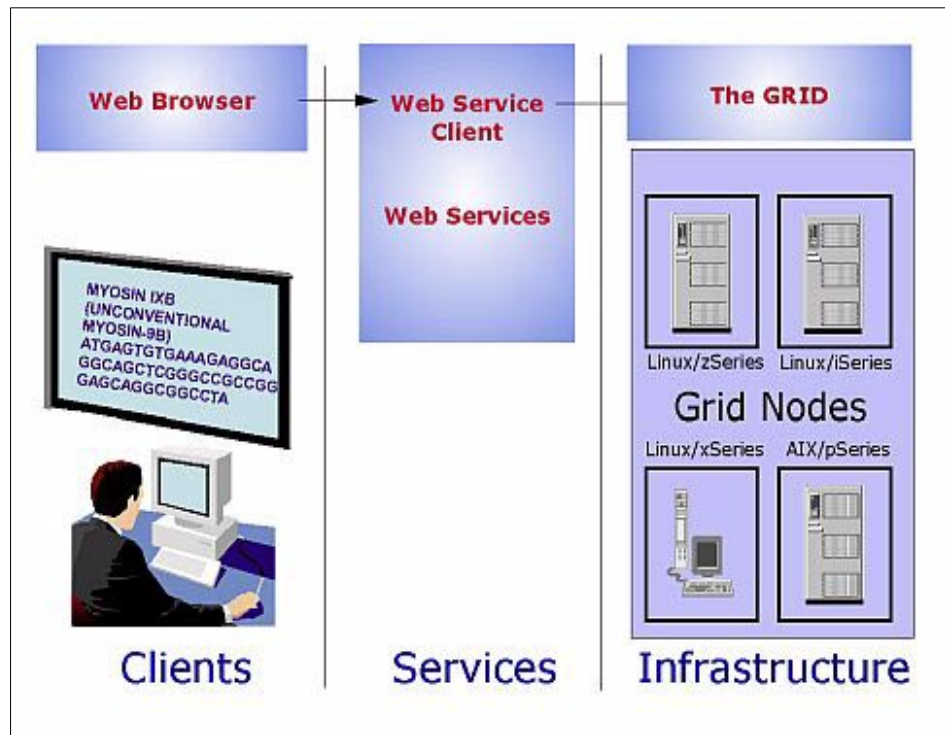 Web Browser
Web Service
Client
Web Services
The GRID
MYOSIN IXB
(UNCONVENTIONAL
MYOSIN-9B)
ATGAGTGTGAAAGAGGCA
GGCAGCTCGGGCCGCCGG
GAGCAGGCGGCCTA
Linux/zSeries
Linux/iSeries
Grid Nodes
Linux/xSeries
AIX/pSeries
Clients
Services
Infrastructure